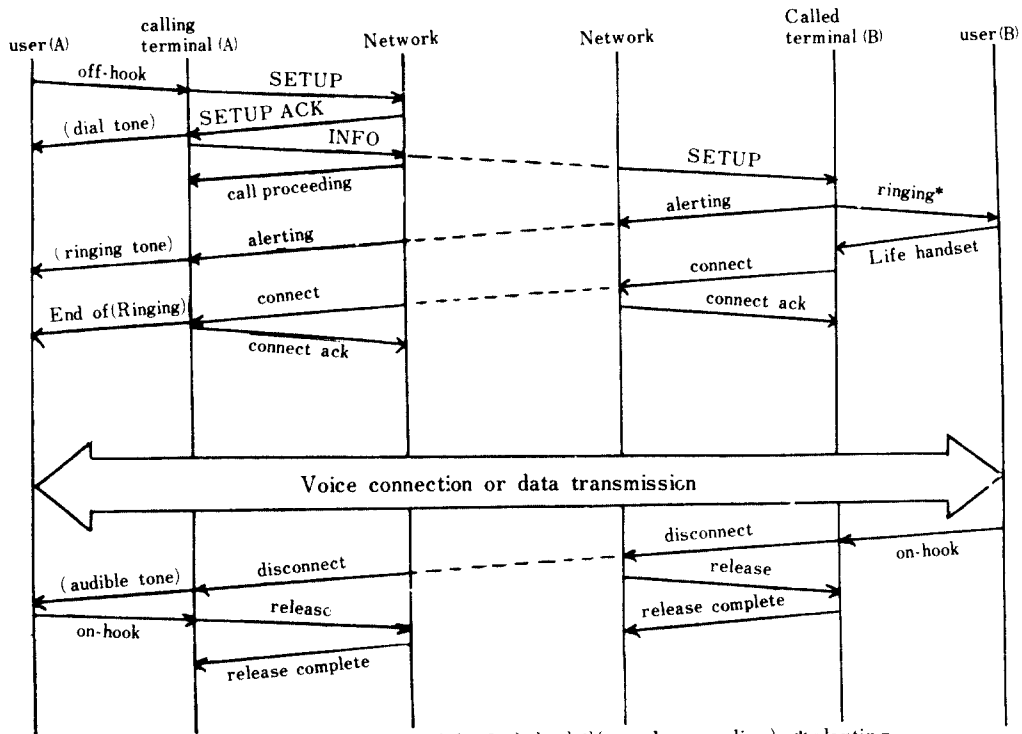 user(A)
calling
terminal(A)
Network
Network
Called
terminal(B)
user(B)
off-hook
SETUP
SETUP ACK
(dial tone)
INFO
SETUP
call proceeding
ringing*
alerting
alerting
(ringing tone)
Life handset
connect
connect
End of(Ringing)
connect ack
connect ack
Voice connection or data transmission
disconnect
on-hook
disconnect
release
(audible tone)
release
release complete
on-hook
release complete